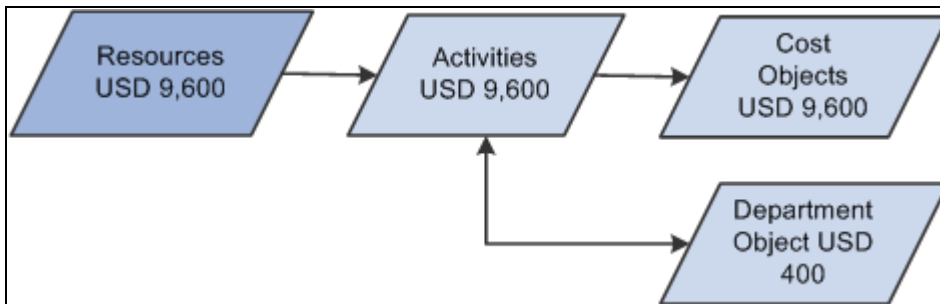 Resources
USD 9,600
Activities
USD 9,600
Cost
Objects
USD 9,600
Department
Object USD
400